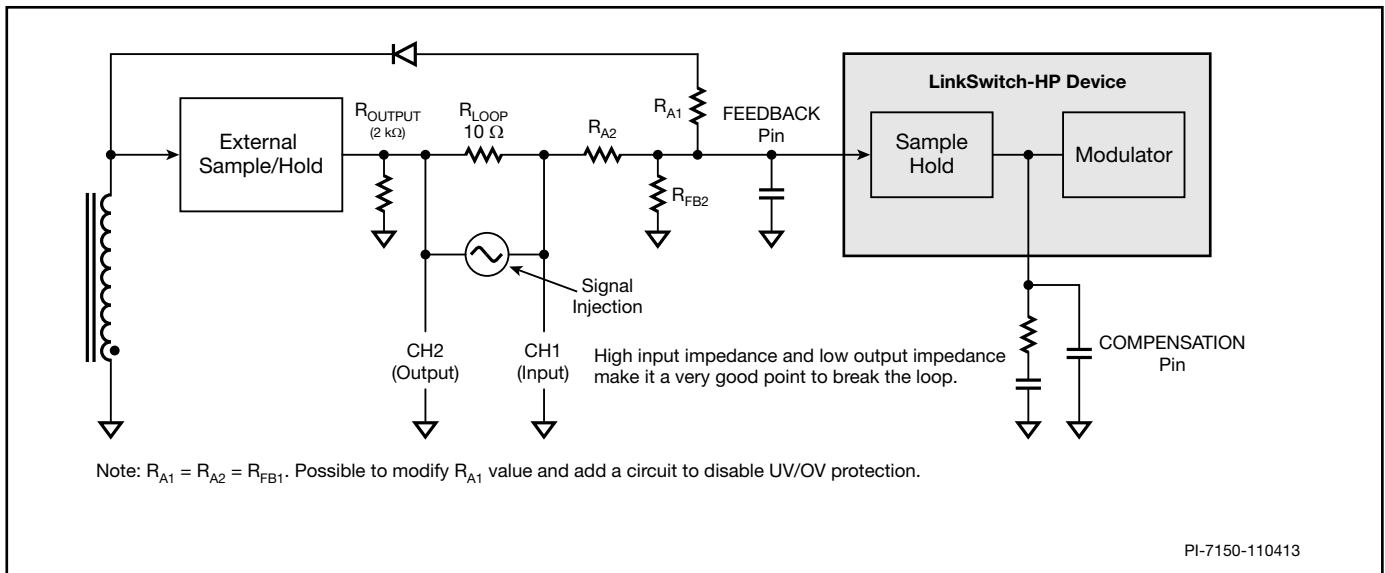 LinkSwitch-HP Device
R_OUTPUT
(2 kΩ)
R_LOOP
10 Ω
R_A1
FEEDBACK
Pin
External
Sample/Hold
R_A2
R_FB2
Sample
Hold
Modulator
Signal
Injection
CH2
(Output)
CH1
(Input)
High input impedance and low output impedance
make it a very good point to break the loop.
COMPENSATION
Pin
Note: R_A1 = R_A2 = R_FB1. Possible to modify R_A1 value and add a circuit to disable UV/OV protection.
PI-7150-110413